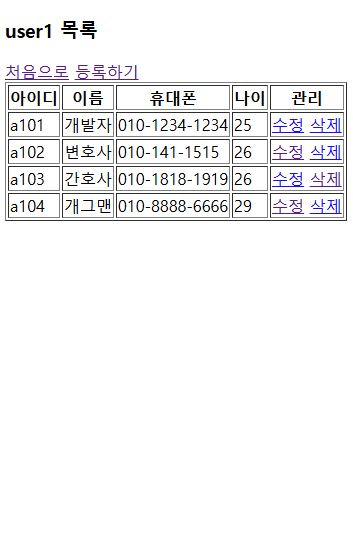 user1 목록
처음으로 등록하기
아이디 이름 휴대폰 나이 관리
a101 개발자 010-1234-1234 25 수정 삭제
a102 변호사 010-141-1515 26 수정 삭제
a103 간호사 010-1818-1919 26 수정 삭제
a104 개그맨 010-8888-6666 29 수정 삭제